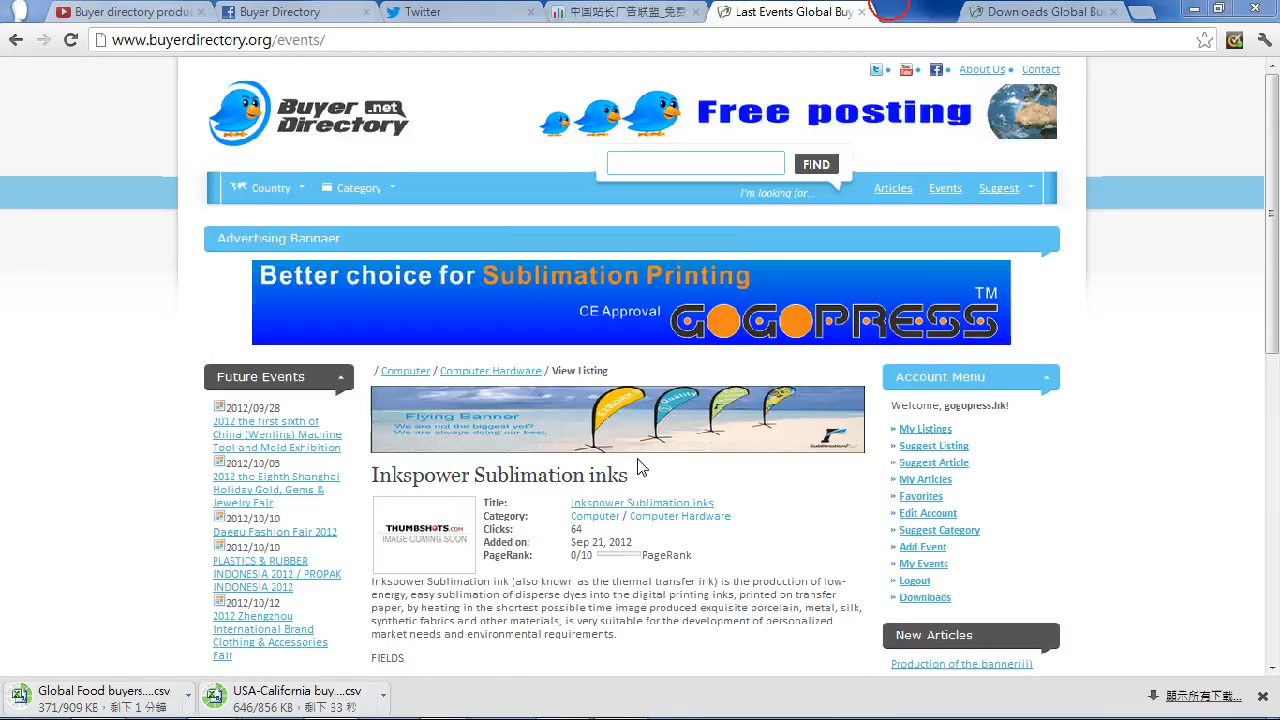 Buyer directory produ
Buyer Directory
Twitter
中国站长广告联盟_免费
Last Events Global Buy
Downloads Global Bu
www.buyerdirectory.org/events/
About Us
Contact
Buyer .net
Directory
Free posting
FIND
Country
Category
I'm looking for...
Articles
Events
Suggest
Advertising Bannaer
Better choice for Sublimation Printing
CE Approval
GOGOPRESS TM
Future Events
2012/09/28
2012 the first sixth of
China (Wenling) Machine
Tool and Mold Exhibition
2012/10/03
2012 the Eighth Shanghai
Holiday Gold, Gems &
Jewelry Fair
2012/10/10
Daegu Fashion Fair 2012
2012/10/10
PLASTICS & RUBBER
INDONESIA 2012 / PROPAK
INDONESIA 2012
2012/10/12
2012 Zhengzhou
International Brand
Clothing & Accessories
Fair
/ Computer / Computer Hardware / View Listing
Flying Banner
We are not the biggest yet?
We are always doing our best.
Quality
Inkspower Sublimation inks
THUMBSHOTS.COM
IMAGE COMING SOON
Title: Inkspower Sublimation inks
Category: Computer / Computer Hardware
Clicks: 64
Added on: Sep 21, 2012
PageRank: 0/10 PageRank
Inkspower Sublimation ink (also known as the thermal transfer ink) is the production of low-
energy, easy sublimation of disperse dyes into the digital printing inks, printed on transfer
paper, by heating in the shortest possible time image produced exquisite porcelain, metal, silk,
synthetic fabrics and other materials, is very suitable for the development of personalized
market needs and environmental requirements.
FIELDS
Account Menu
Welcome, gogopress.hk!
» My Listings
» Suggest Listing
» Suggest Article
» My Articles
» Favorites
» Edit Account
» Suggest Category
» Add Event
» My Events
» Logout
» Downloads
New Articles
Production of the banner(ii)
Global Food buyers....csv
371/909 KB，剩下 1 分鐘
USA-California buy....csv
646/856 KB，剩下 33 秒
顯示所有下載...